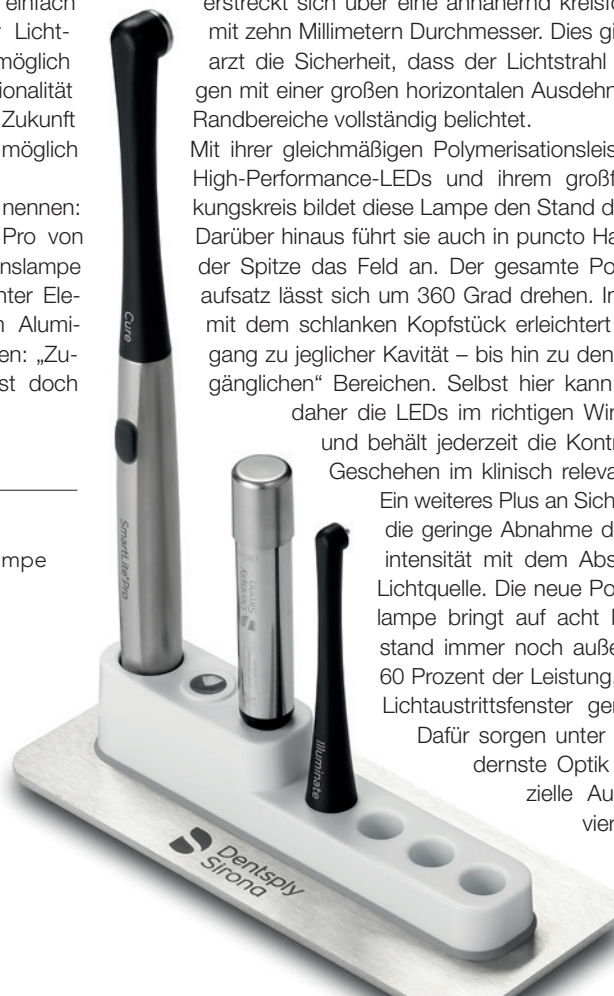 einfach
r Licht-
möglich
ionalität
Zukunft
möglich
nennen:
Pro von
nslampe
nter Ele-
n Alumi-
en: „Zu-
st doch
mpe
erstreckt sich über eine annähernd kreisfö
mit zehn Millimetern Durchmesser. Dies gi
arzt die Sicherheit, dass der Lichtstrahl
gen mit einer großen horizontalen Ausdehn
Randbereiche vollständig belichtet.
Mit ihrer gleichmäßigen Polymerisationsleis
High-Performance-LEDs und ihrem großf
kungskreis bildet diese Lampe den Stand d
Darüber hinaus führt sie auch in puncto Ha
der Spitze das Feld an. Der gesamte Po
aufsatz lässt sich um 360 Grad drehen. In
mit dem schlanken Kopfstück erleichtert
gang zu jeglicher Kavität – bis hin zu den
gänglichen“ Bereichen. Selbst hier kann
daher die LEDs im richtigen Win
und behält jederzeit die Kontr
Geschehen im klinisch releva
Ein weiteres Plus an Sich
die geringe Abnahme d
intensität mit dem Abs
Lichtquelle. Die neue Po
lampe bringt auf acht
stand immer noch auße
60 Prozent der Leistung,
Lichtaustrittsfenster ge
Dafür sorgen unter
dernste Optik
zielle Au
vier
Cure
SmartLite Pro
Illuminate
Dentsply
Sirona